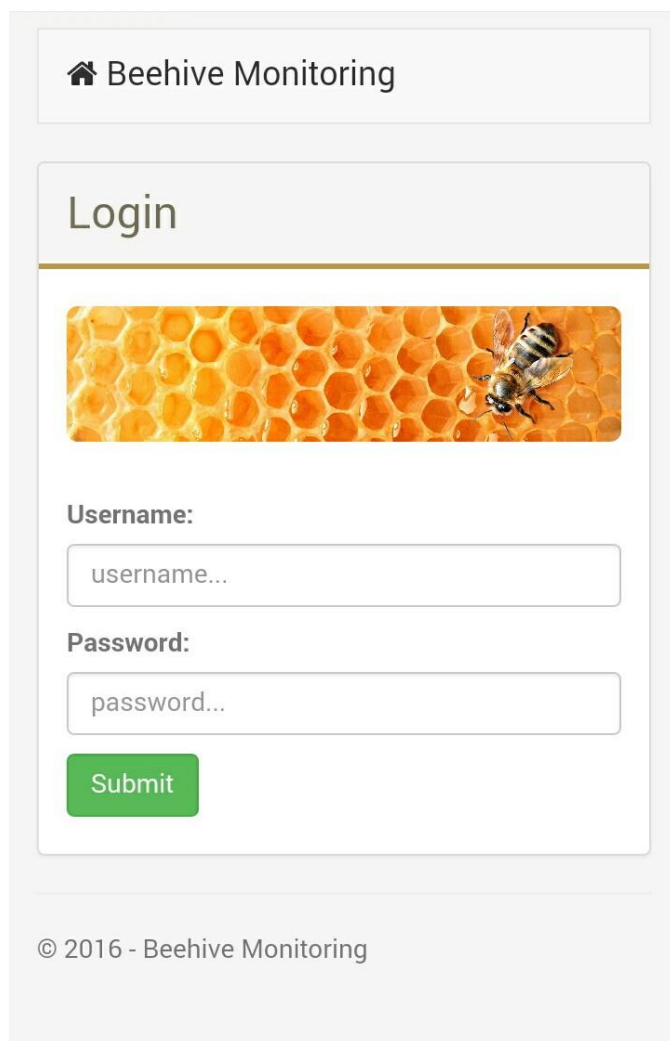 Beehive Monitoring
Login
Username:
username...
Password:
password...
Submit
© 2016 - Beehive Monitoring